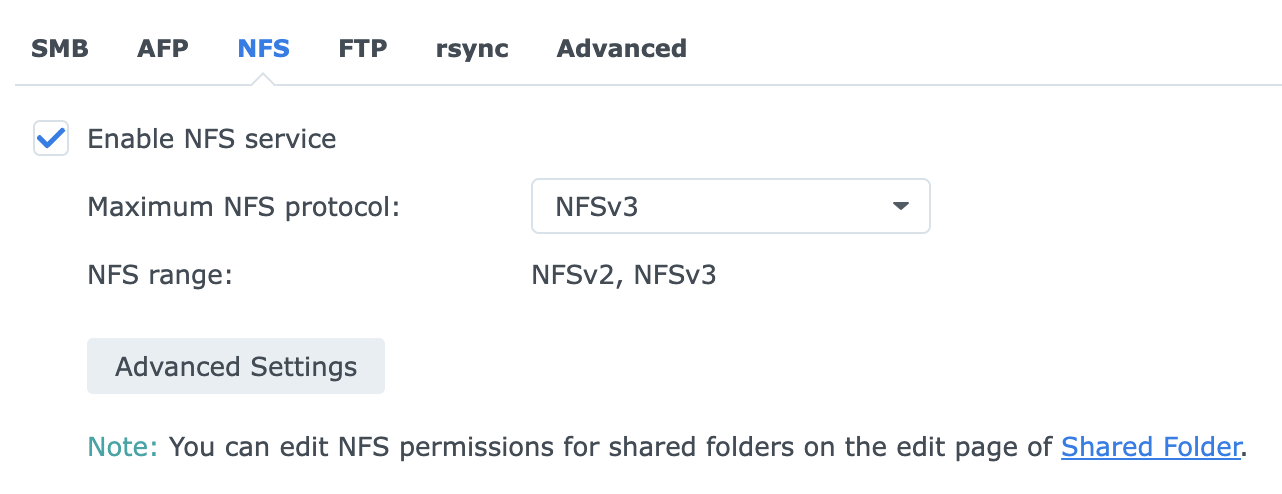 SMB AFP NFS FTP rsync Advanced
Enable NFS service
Maximum NFS protocol: NFSv3
NFS range: NFSv2, NFSv3
Advanced Settings
Note: You can edit NFS permissions for shared folders on the edit page of Shared Folder.